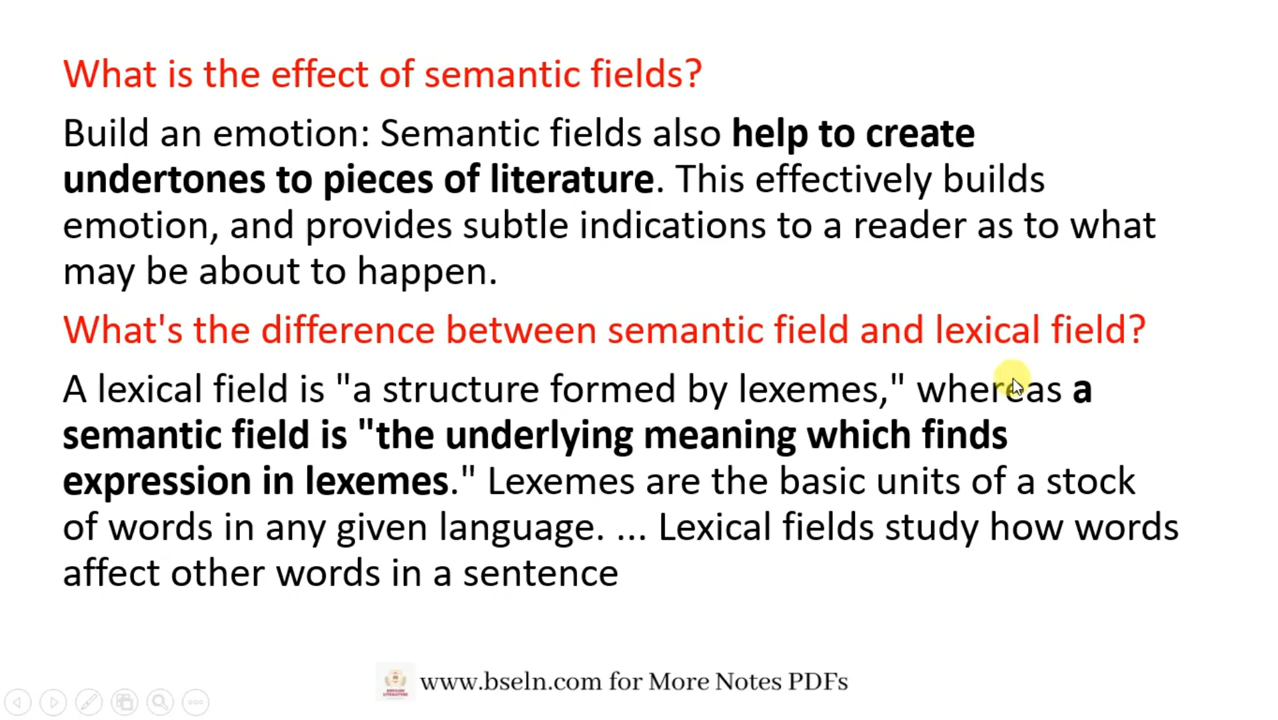 What is the effect of semantic fields?
Build an emotion: Semantic fields also help to create
undertones to pieces of literature. This effectively builds
emotion, and provides subtle indications to a reader as to what
may be about to happen.
What's the difference between semantic field and lexical field?
A lexical field is "a structure formed by lexemes," whereas a
semantic field is "the underlying meaning which finds
expression in lexemes." Lexemes are the basic units of a stock
of words in any given language. ... Lexical fields study how words
affect other words in a sentence
www.bseln.com for More Notes PDFs